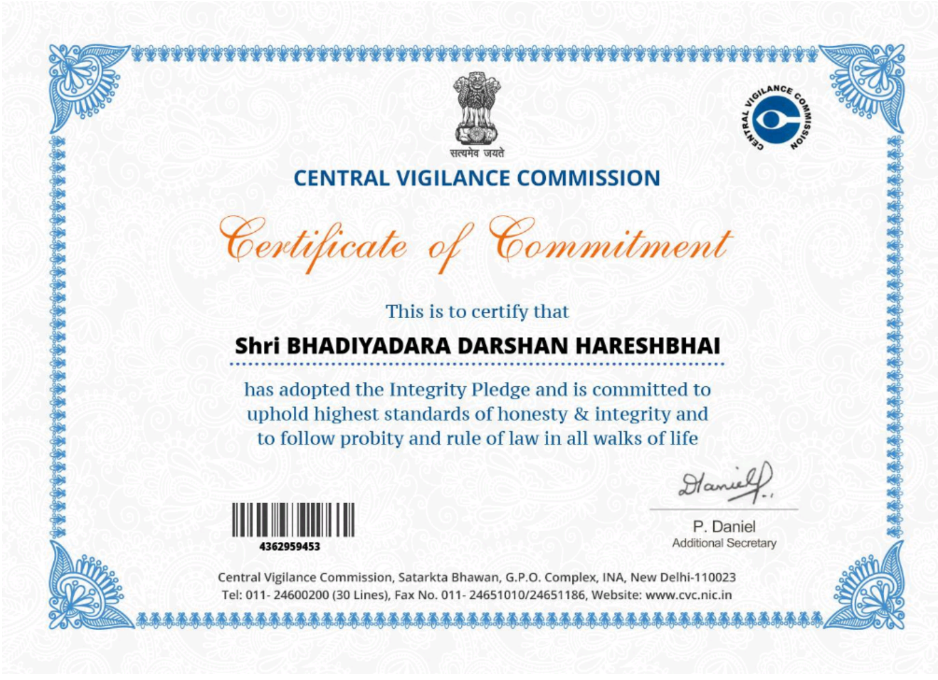 सत्यमेव जयते
CENTRAL VIGILANCE COMMISSION
CENTRAL VIGILANCE COMMISSION
Certificate of Commitment
This is to certify that
Shri BHADIYADARA DARSHAN HARESHBHAI
has adopted the Integrity Pledge and is committed to
uphold highest standards of honesty & integrity and
to follow probity and rule of law in all walks of life
DanielP.
P. Daniel
Additional Secretary
4362959453
Central Vigilance Commission, Satarkta Bhawan, G.P.O. Complex, INA, New Delhi-110023
Tel: 011- 24600200 (30 Lines), Fax No. 011- 24651010/24651186, Website: www.cvc.nic.in